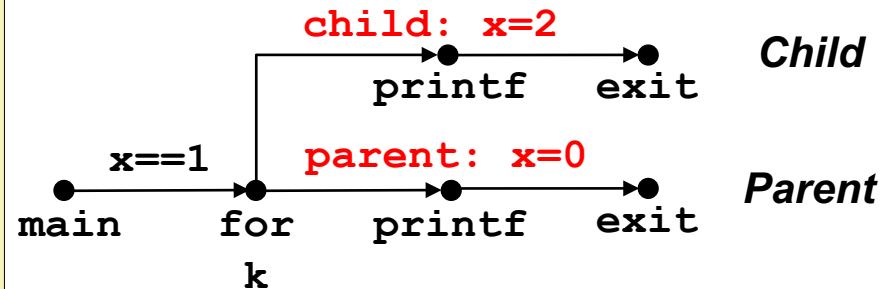 child: x=2
Child
printf
exit
x==1
parent: x=0
Parent
main
for
k
printf
exit